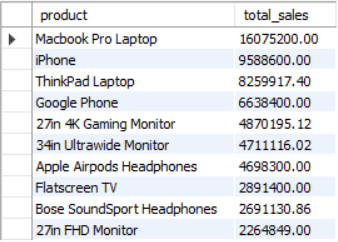 product total_sales
Macbook Pro Laptop 16075200.00
iPhone 9588600.00
ThinkPad Laptop 8259917.40
Google Phone 6638400.00
27in 4K Gaming Monitor 4870195.12
34in Ultrawide Monitor 4711116.02
Apple Airpods Headphones 4698300.00
Flatscreen TV 2891400.00
Bose SoundSport Headphones 2691130.86
27in FHD Monitor 2264849.00